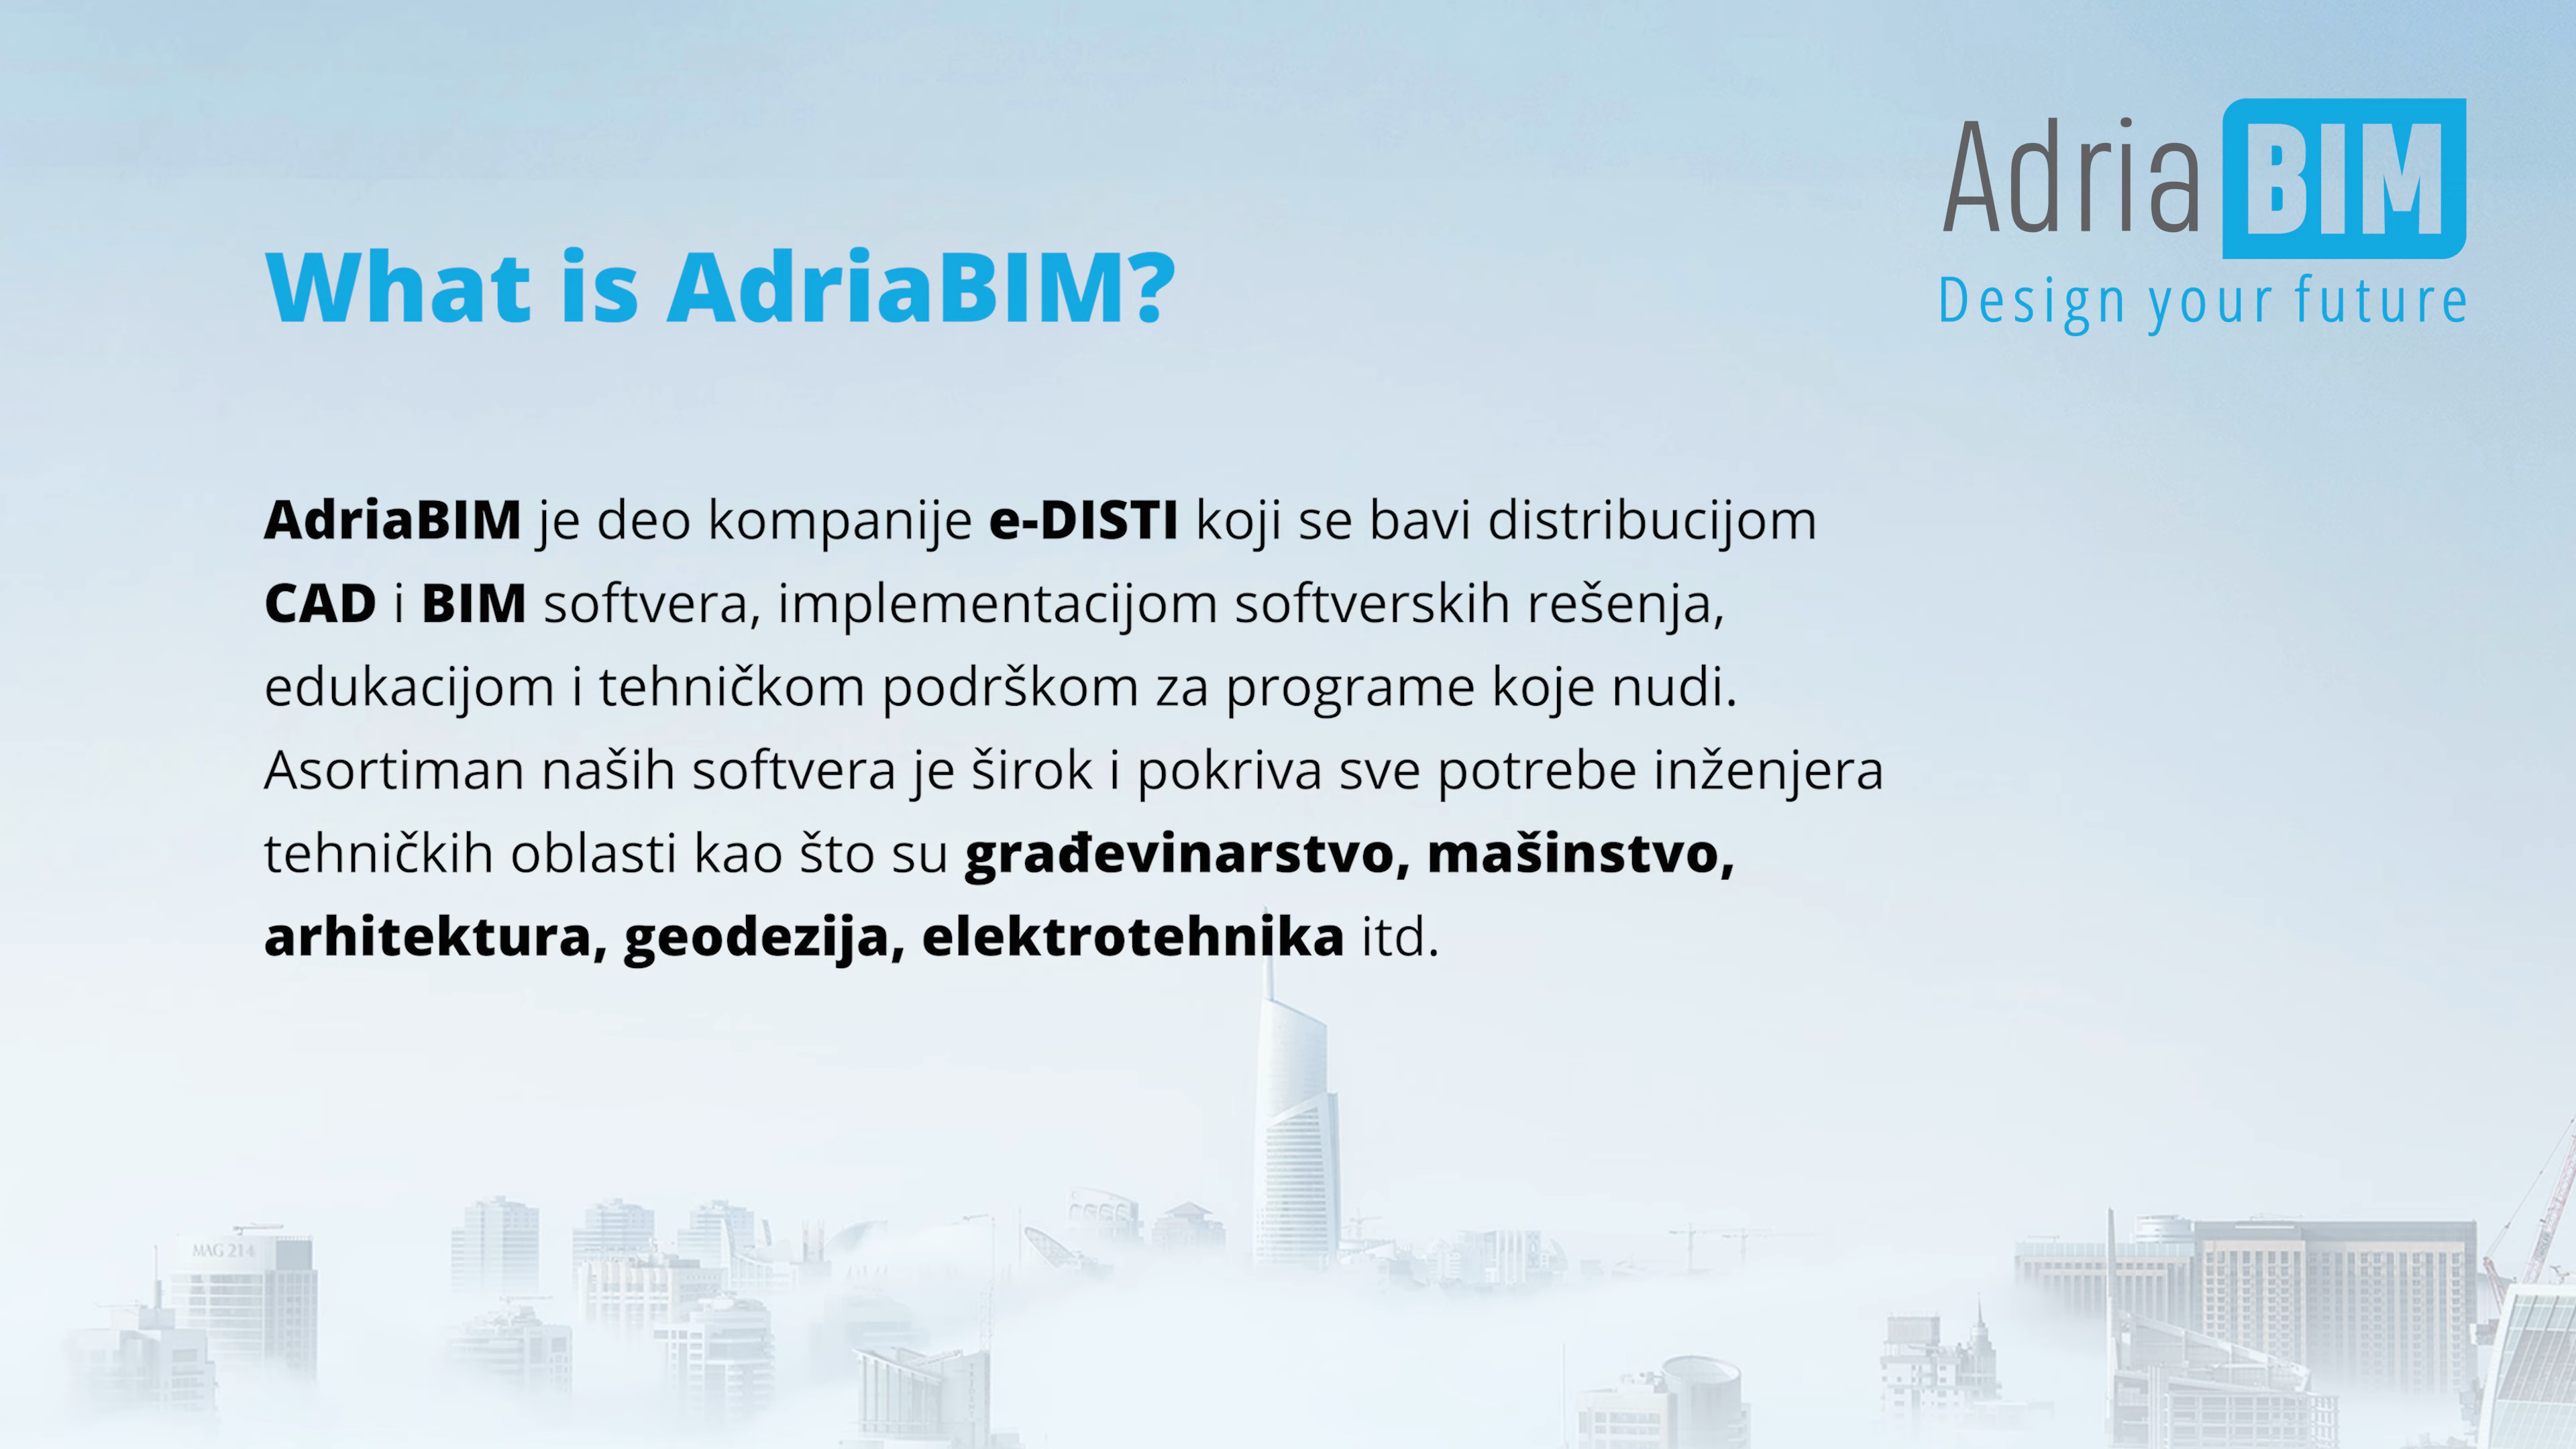 Adria BIM
Design your future
What is AdriaBIM?
AdriaBIM je deo kompanije e-DISTI koji se bavi distribucijom
CAD i BIM softvera, implementacijom softverskih rešenja,
edukacijom i tehničkom podrškom za programe koje nudi.
Asortiman naših softvera je širok i pokriva sve potrebe inženjera
tehničkih oblasti kao što su građevinarstvo, mašinstvo,
arhitektura, geodezija, elektrotehnika itd.
MAG 214